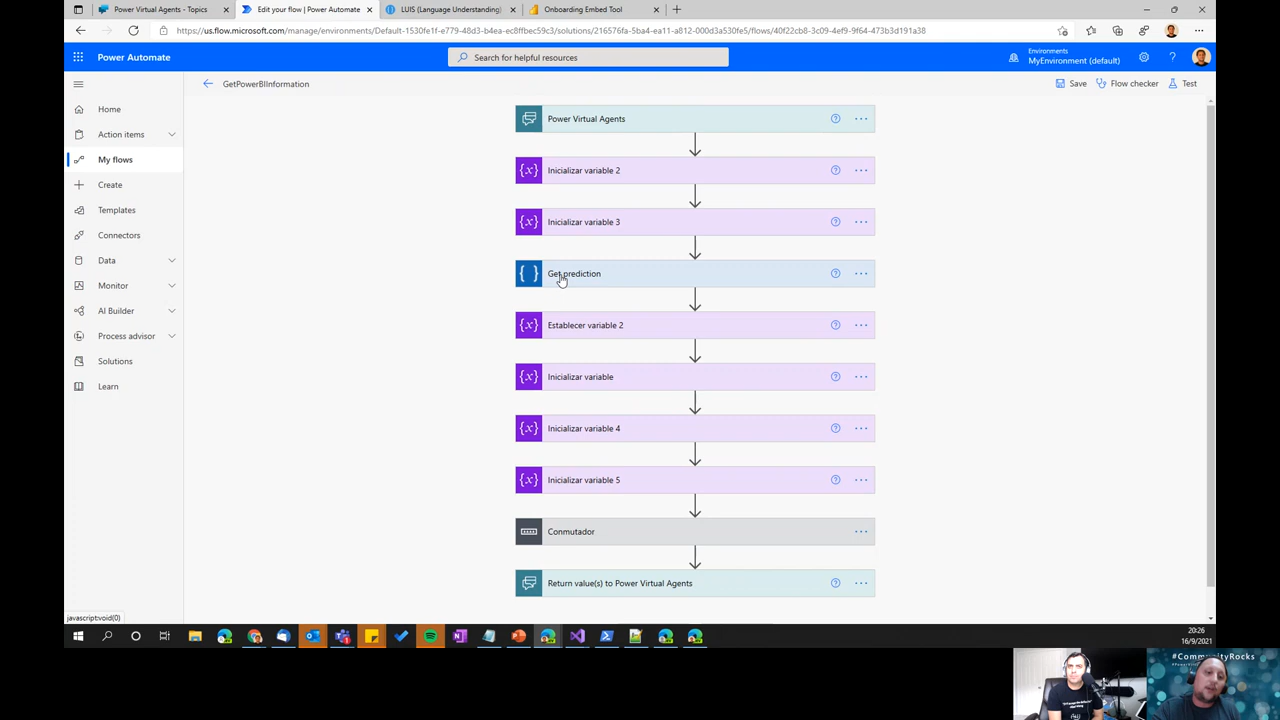 Power Virtual Agents - Topics
Edit your flow | Power Automate
LUIS (Language Understanding)
Onboarding Embed Tool
https://us.flow.microsoft.com/manage/environments/Default-1530fe1f-e779-48d3-b4ea-ec8ffbec59c3/solutions/216576fa-5ba4-ea11-a812-000d3a530fe5/flows/40f22cb8-3c09-4ef9-9f64-473b3d191a38
Power Automate
Search for helpful resources
Environments
MyEnvironment (default)
GetPowerBIInformation
Save
Flow checker
Test
Home
Action items
My flows
Create
Templates
Connectors
Data
Monitor
AI Builder
Process advisor
Solutions
Learn
Power Virtual Agents
Inicializar variable 2
Inicializar variable 3
Get prediction
Establecer variable 2
Inicializar variable
Inicializar variable 4
Inicializar variable 5
Conmutador
Return value(s) to Power Virtual Agents
javascript:void(0)
20:26
16/9/2021
#CommunityRocks